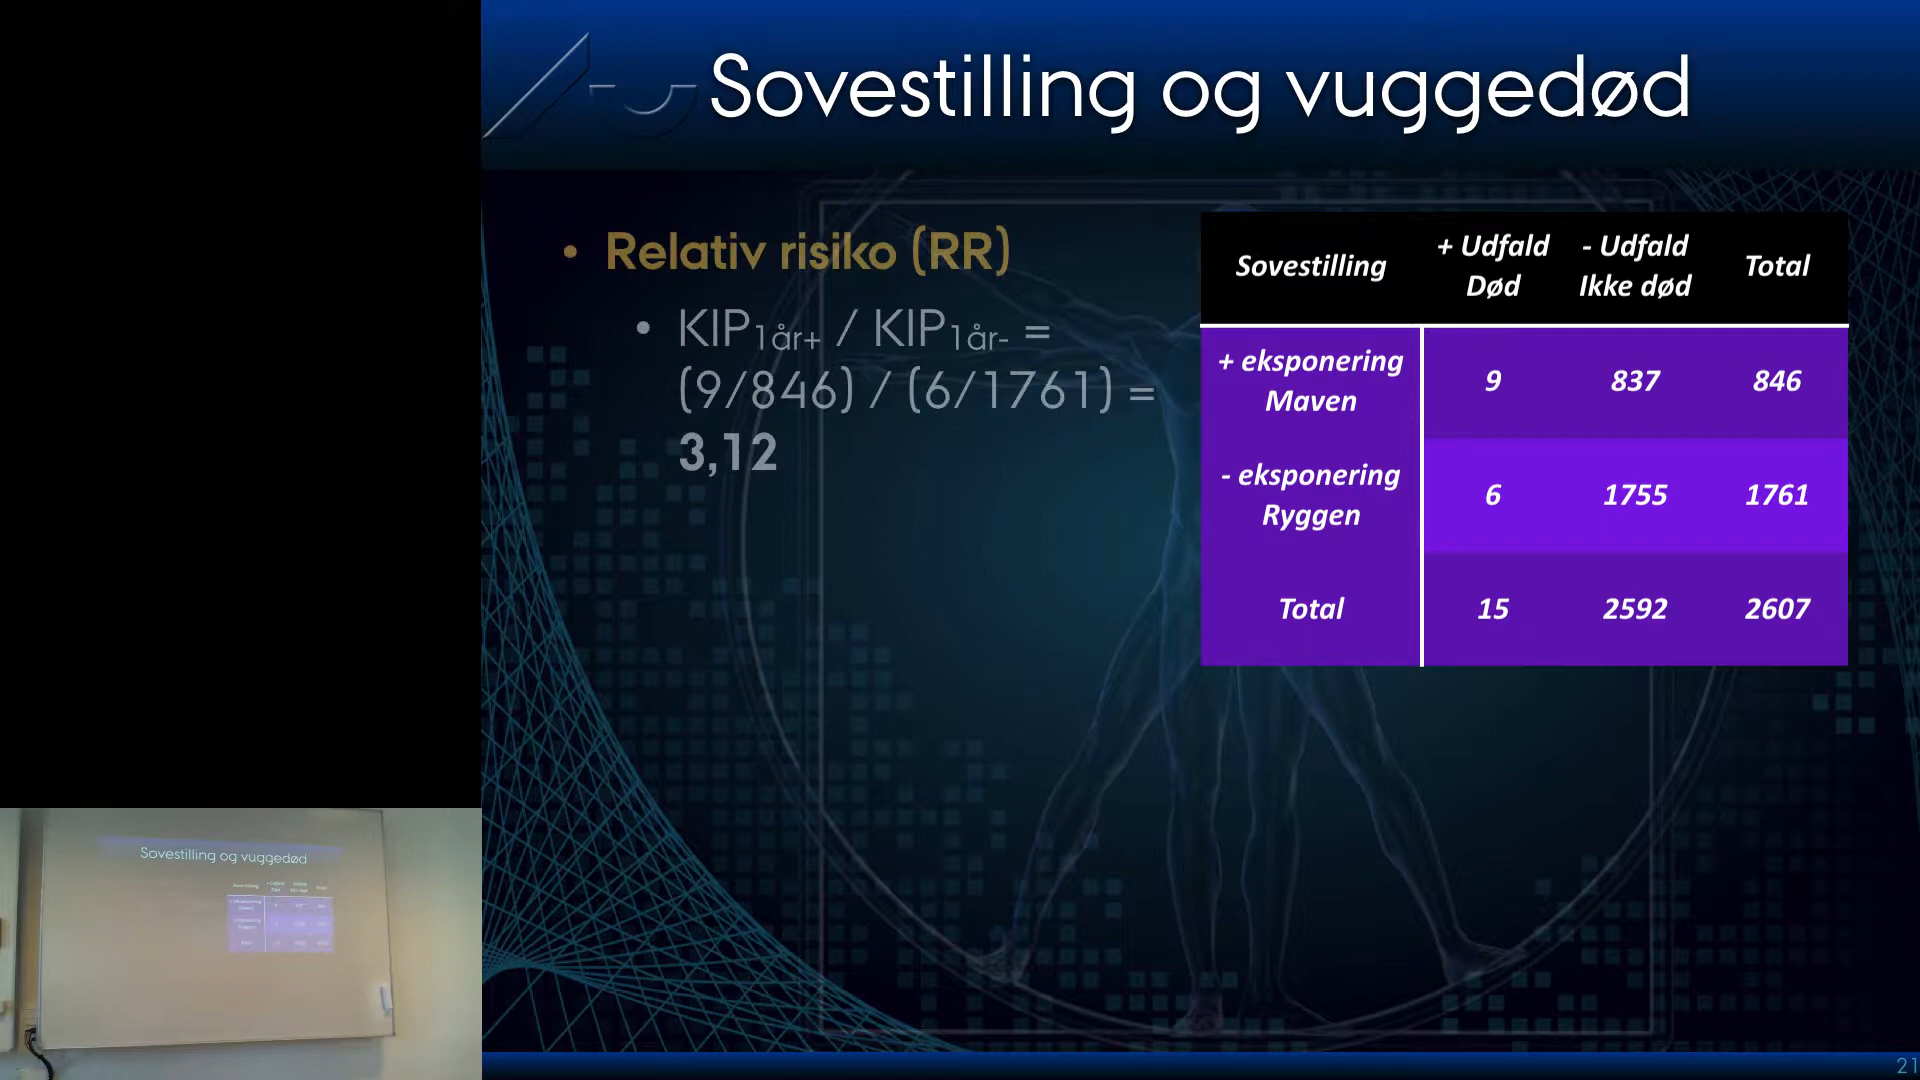 Sovestilling og vuggedød
• Relativ risiko (RR)
• KIP1år+ / KIP1år- =
(9/846) / (6/1761) =
3,12
Sovestilling + Udfald Død - Udfald Ikke død Total
+ eksponering Maven 9 837 846
- eksponering Ryggen 6 1755 1761
Total 15 2592 2607
21
Sovestilling og vuggedød